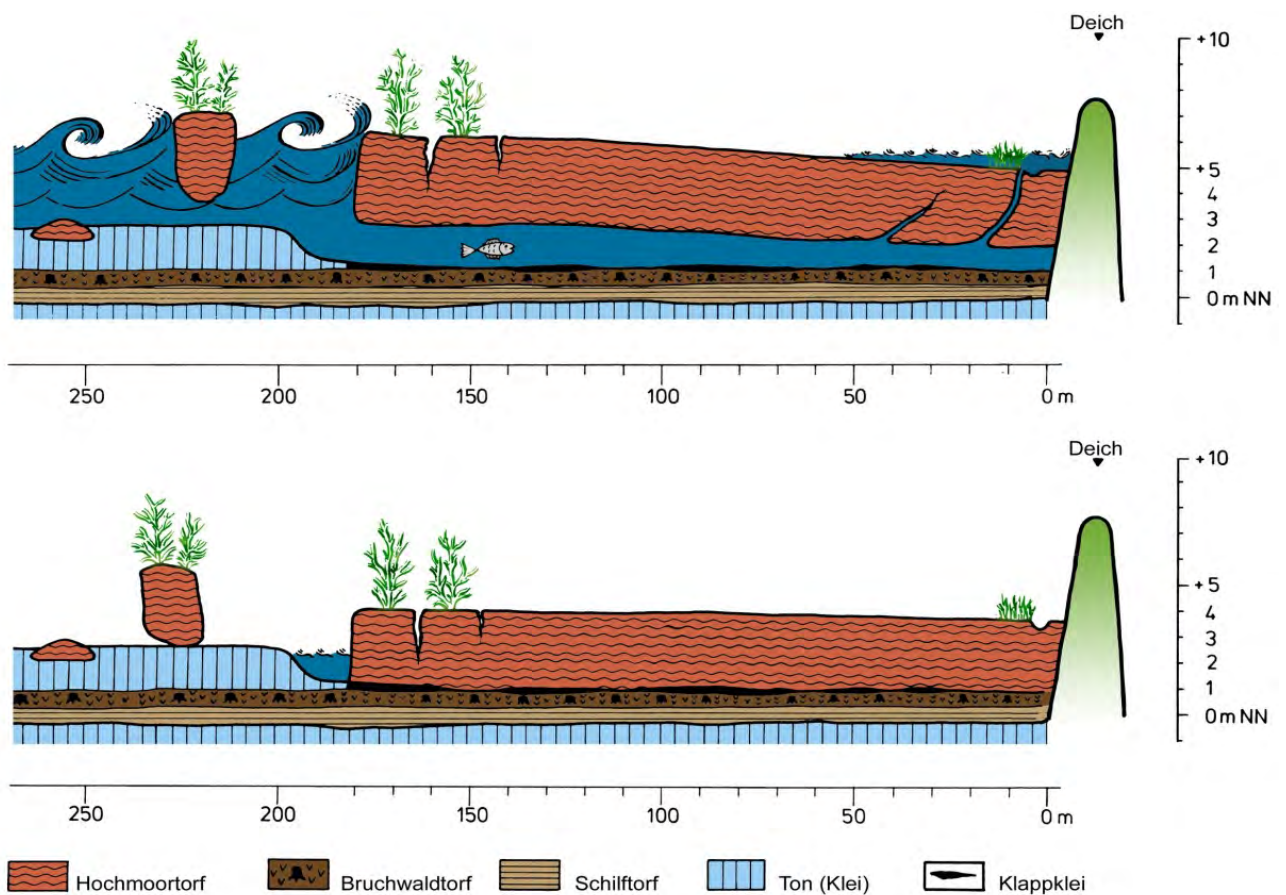 Deich
+10
+5
4
3
2
1
0 m NN
250
200
150
100
50
0 m
Deich
+10
+5
4
3
2
1
0 m NN
250
200
150
100
50
0 m
Hochmoortorf
Bruchwaldtorf
Schilftorf
Ton (Klei)
Klappklei